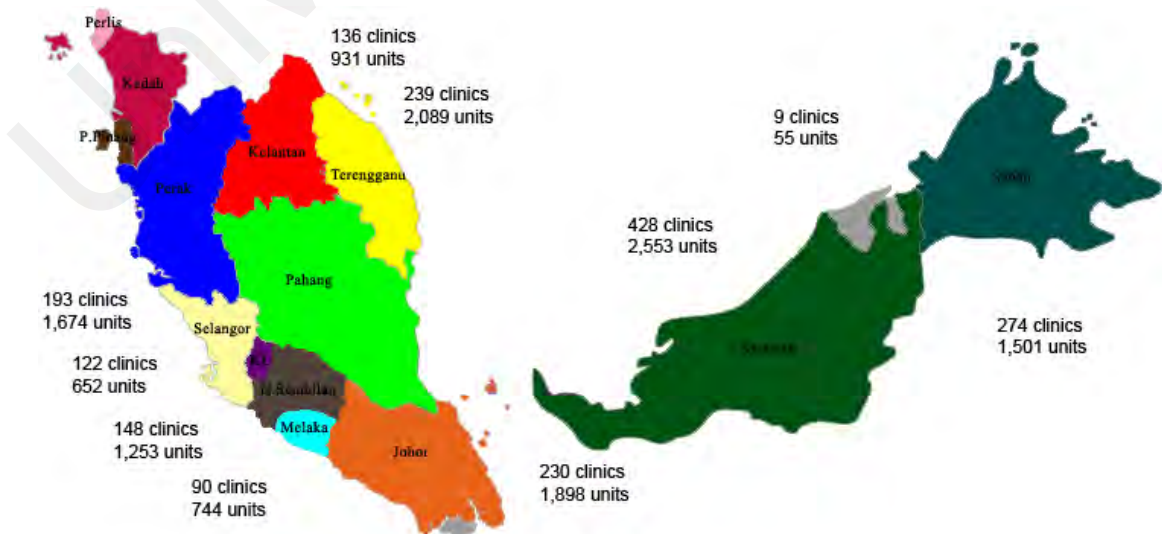 Perlis
136 clinics
931 units
Kedah
239 clinics
2,089 units
9 clinics
55 units
P.Pinang
Kelantan
Perak
Terengganu
Sabah
428 clinics
2,553 units
Pahang
193 clinics
1,674 units
Selangor
274 clinics
1,501 units
122 clinics
652 units
Sarawak
N.Sembilan
148 clinics
1,253 units
Melaka
Johor
230 clinics
1,898 units
90 clinics
744 units